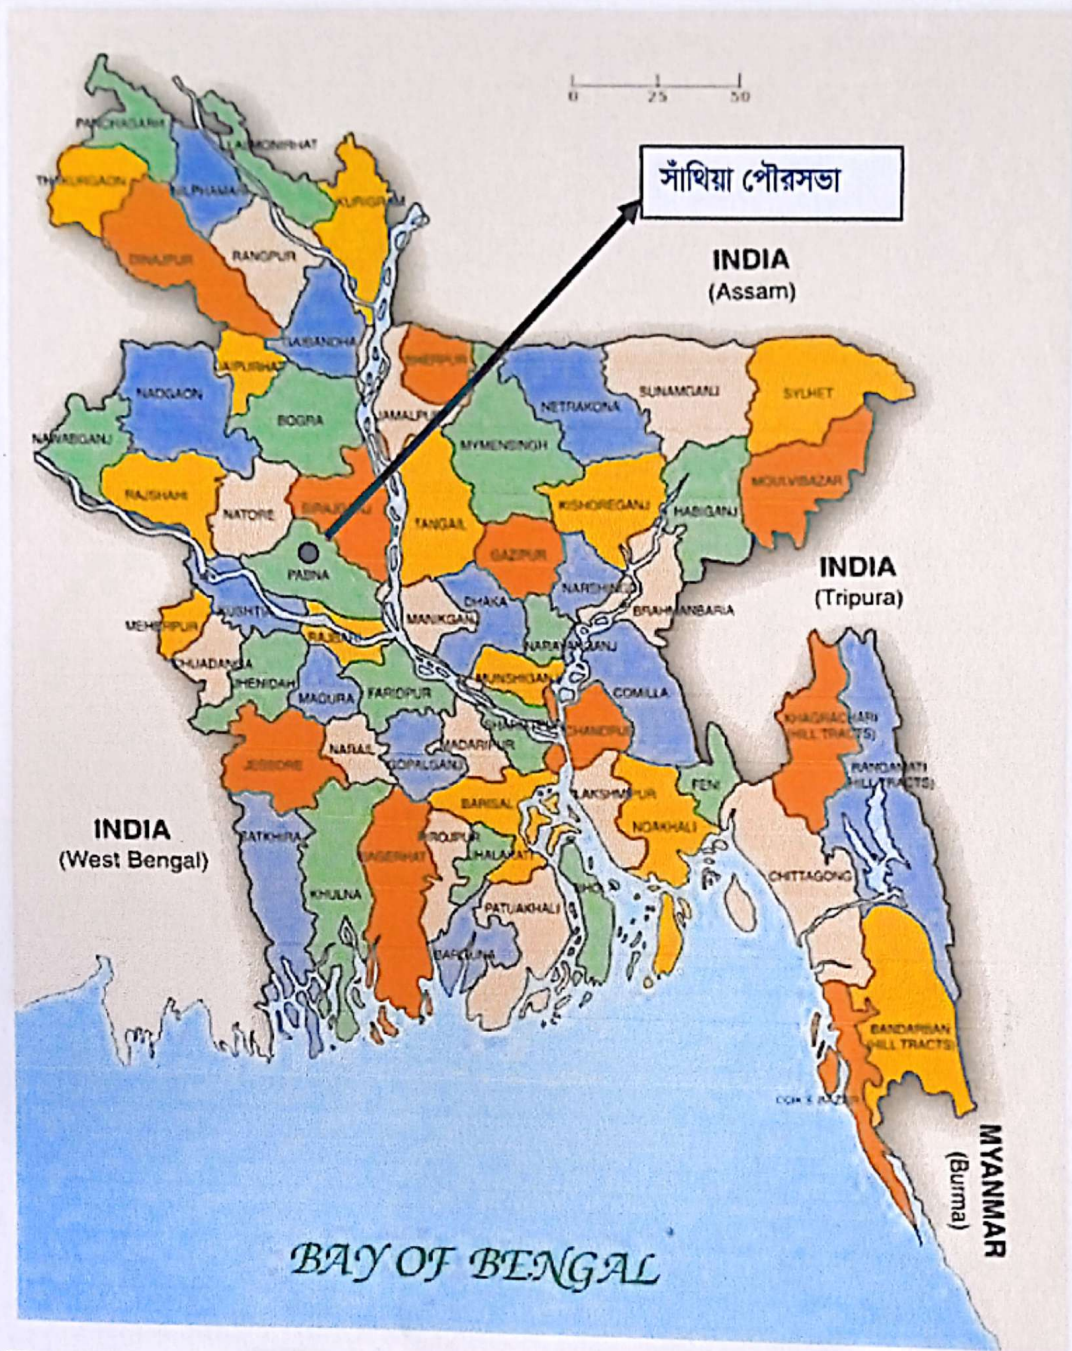 0 25 50
PANCHAGARH
LALMONIRHAT
সাঁথিয়া পৌরসভা
THAKURGAON
NILPHAMARI
KURIGRAM
DINAJPUR
RANGPUR
INDIA
(Assam)
GAIBANDHA
JAIPURHAT
SHERPUR
NAOGAON
SUNAMGANJ
SYLHET
NETRAKONA
JAMALPUR
BOGRA
NAWABGANJ
MYMENSINGH
MOULVIBAZAR
RAJSHAHI
NATORE
SIRAJGANJ
KISHOREGANJ
HABIGANJ
TANGAIL
GAZIPUR
INDIA
(Tripura)
PABNA
NARSHINGDI
DHAKA
KUSHTIA
MANIKGANJ
BRAHMANBARIA
MEHERPUR
RAJBARI
NARAYANGANJ
CHUADANGA
JHENIDAH
MAGURA
FARIDPUR
MUNSHIGANJ
COMILLA
CHANDPUR
KHAGRACHARI
(HILL TRACTS)
NARAIL
MADARIPUR
JESSORE
GOPALGANJ
RANGAMATI
(HILL TRACTS)
FENI
LAKSHMIPUR
BARISAL
NOAKHALI
INDIA
(West Bengal)
SATKHIRA
PIROJPUR
JHALAKATI
BAGERHAT
KHULNA
CHITTAGONG
BHOLA
PATUAKHALI
BARGUNA
BANDARBAN
(HILL TRACTS)
COX'S BAZAR
MYANMAR
(Burma)
BAY OF BENGAL